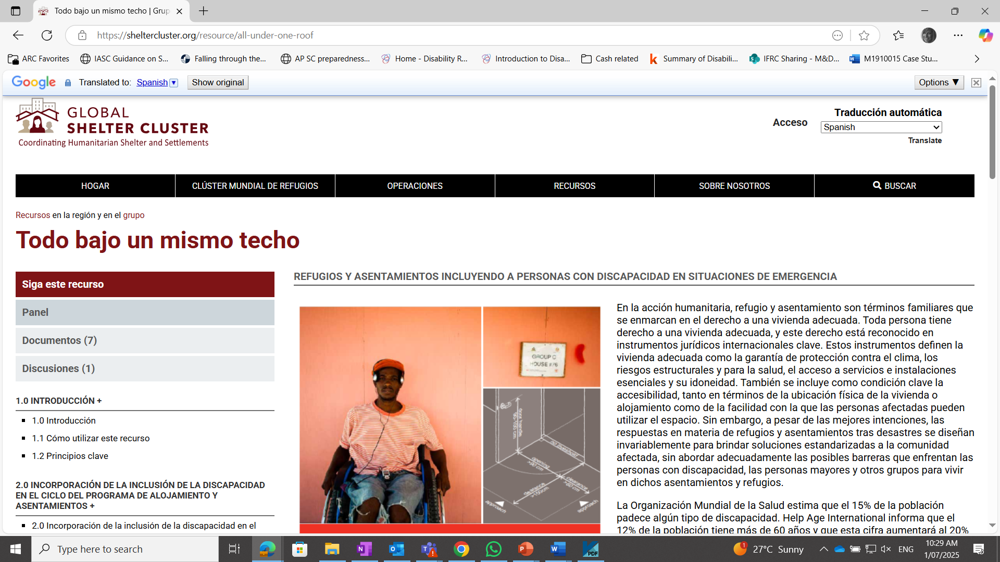 Todo bajo un mismo techo | Grup
https://sheltercluster.org/resource/all-under-one-roof
ARC Favorites
IASC Guidance on S...
Falling through the...
AP SC preparedness...
Home - Disability R...
Introduction to Disa...
Cash related
Summary of Disabili...
IFRC Sharing - M&D...
M1910015 Case Stu...
Google Translated to: Spanish ▼ Show original Options ▼
GLOBAL
SHELTER CLUSTER
Coordinating Humanitarian Shelter and Settlements
Acceso
Traducción automática
Spanish
Translate
HOGAR
CLÚSTER MUNDIAL DE REFUGIOS
OPERACIONES
RECURSOS
SOBRE NOSOTROS
BUSCAR
Recursos en la región y en el grupo
Todo bajo un mismo techo
Siga este recurso
Panel
Documentos (7)
Discusiones (1)
1.0 INTRODUCCIÓN +
1.0 Introducción
1.1 Cómo utilizar este recurso
1.2 Principios clave
2.0 INCORPORACIÓN DE LA INCLUSIÓN DE LA DISCAPACIDAD
EN EL CICLO DEL PROGRAMA DE ALOJAMIENTO Y
ASENTAMIENTOS +
2.0 Incorporación de la inclusión de la discapacidad en el
REFUGIOS Y ASENTAMIENTOS INCLUYENDO A PERSONAS CON DISCAPACIDAD EN SITUACIONES DE EMERGENCIA
GROUP C
HOUSE #76
door handle
90-100 cm
no threshold
opening
>90 cm
clearance
>60 cm
clearance
>150cm
approach
approach
En la acción humanitaria, refugio y asentamiento son términos familiares que
se enmarcan en el derecho a una vivienda adecuada. Toda persona tiene
derecho a una vivienda adecuada, y este derecho está reconocido en
instrumentos jurídicos internacionales clave. Estos instrumentos definen la
vivienda adecuada como la garantía de protección contra el clima, los
riesgos estructurales y para la salud, el acceso a servicios e instalaciones
esenciales y su idoneidad. También se incluye como condición clave la
accesibilidad, tanto en términos de la ubicación física de la vivienda o
alojamiento como de la facilidad con la que las personas afectadas pueden
utilizar el espacio. Sin embargo, a pesar de las mejores intenciones, las
respuestas en materia de refugios y asentamientos tras desastres se diseñan
invariablemente para brindar soluciones estandarizadas a la comunidad
afectada, sin abordar adecuadamente las posibles barreras que enfrentan las
personas con discapacidad, las personas mayores y otros grupos para vivir
en dichos asentamientos y refugios.
La Organización Mundial de la Salud estima que el 15% de la población
padece algún tipo de discapacidad. Help Age International informa que el
12% de la población tiene más de 60 años y que esta cifra aumentará al 20%
Type here to search
1
27°C Sunny
ENG
10:29 AM
1/07/2025